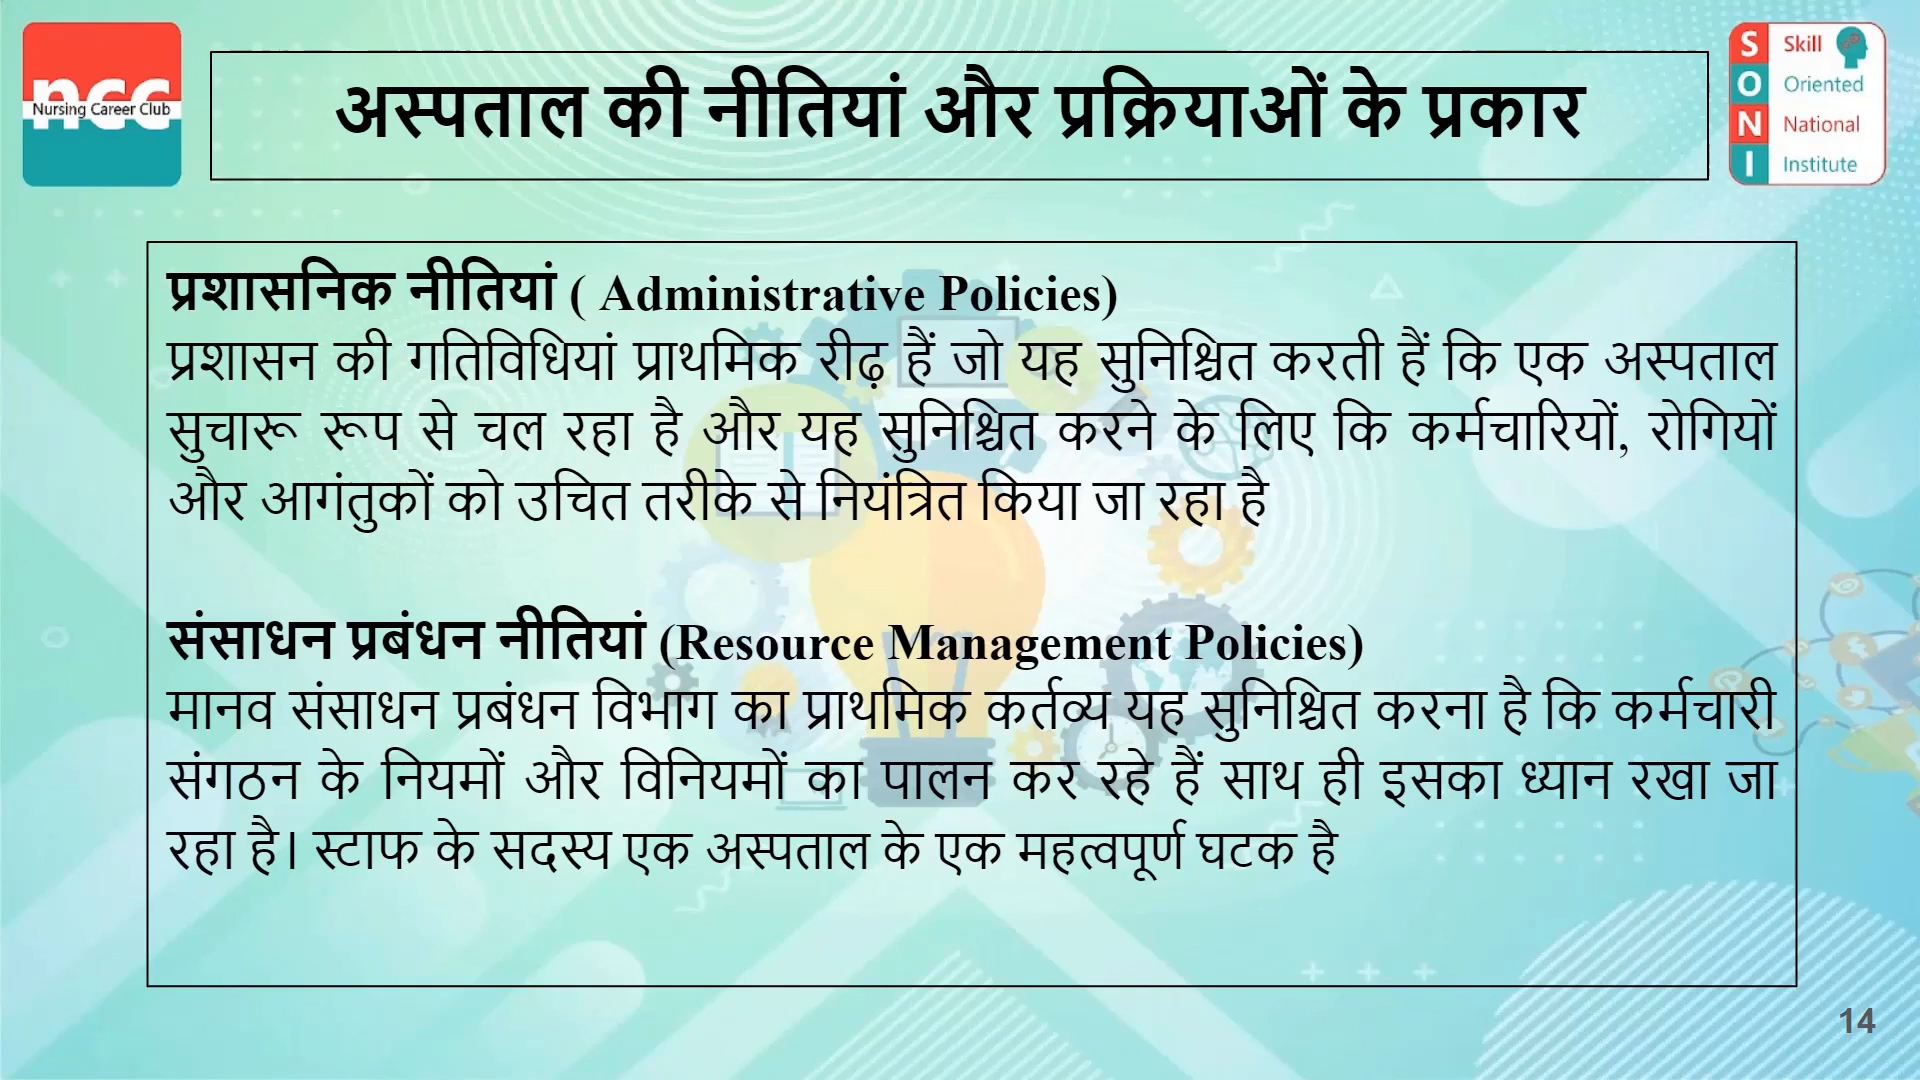 ncc
Nursing Career Club
अस्पताल की नीतियां और प्रक्रियाओं के प्रकार
S Skill
O Oriented
N National
I Institute
प्रशासनिक नीतियां ( Administrative Policies)
प्रशासन की गतिविधियां प्राथमिक रीढ़ हैं जो यह सुनिश्चित करती हैं कि एक अस्पताल
सुचारू रूप से चल रहा है और यह सुनिश्चित करने के लिए कि कर्मचारियों, रोगियों
और आगंतुकों को उचित तरीके से नियंत्रित किया जा रहा है
संसाधन प्रबंधन नीतियां (Resource Management Policies)
मानव संसाधन प्रबंधन विभाग का प्राथमिक कर्तव्य यह सुनिश्चित करना है कि कर्मचारी
संगठन के नियमों और विनियमों का पालन कर रहे हैं साथ ही इसका ध्यान रखा जा
रहा है। स्टाफ के सदस्य एक अस्पताल के एक महत्वपूर्ण घटक है
14